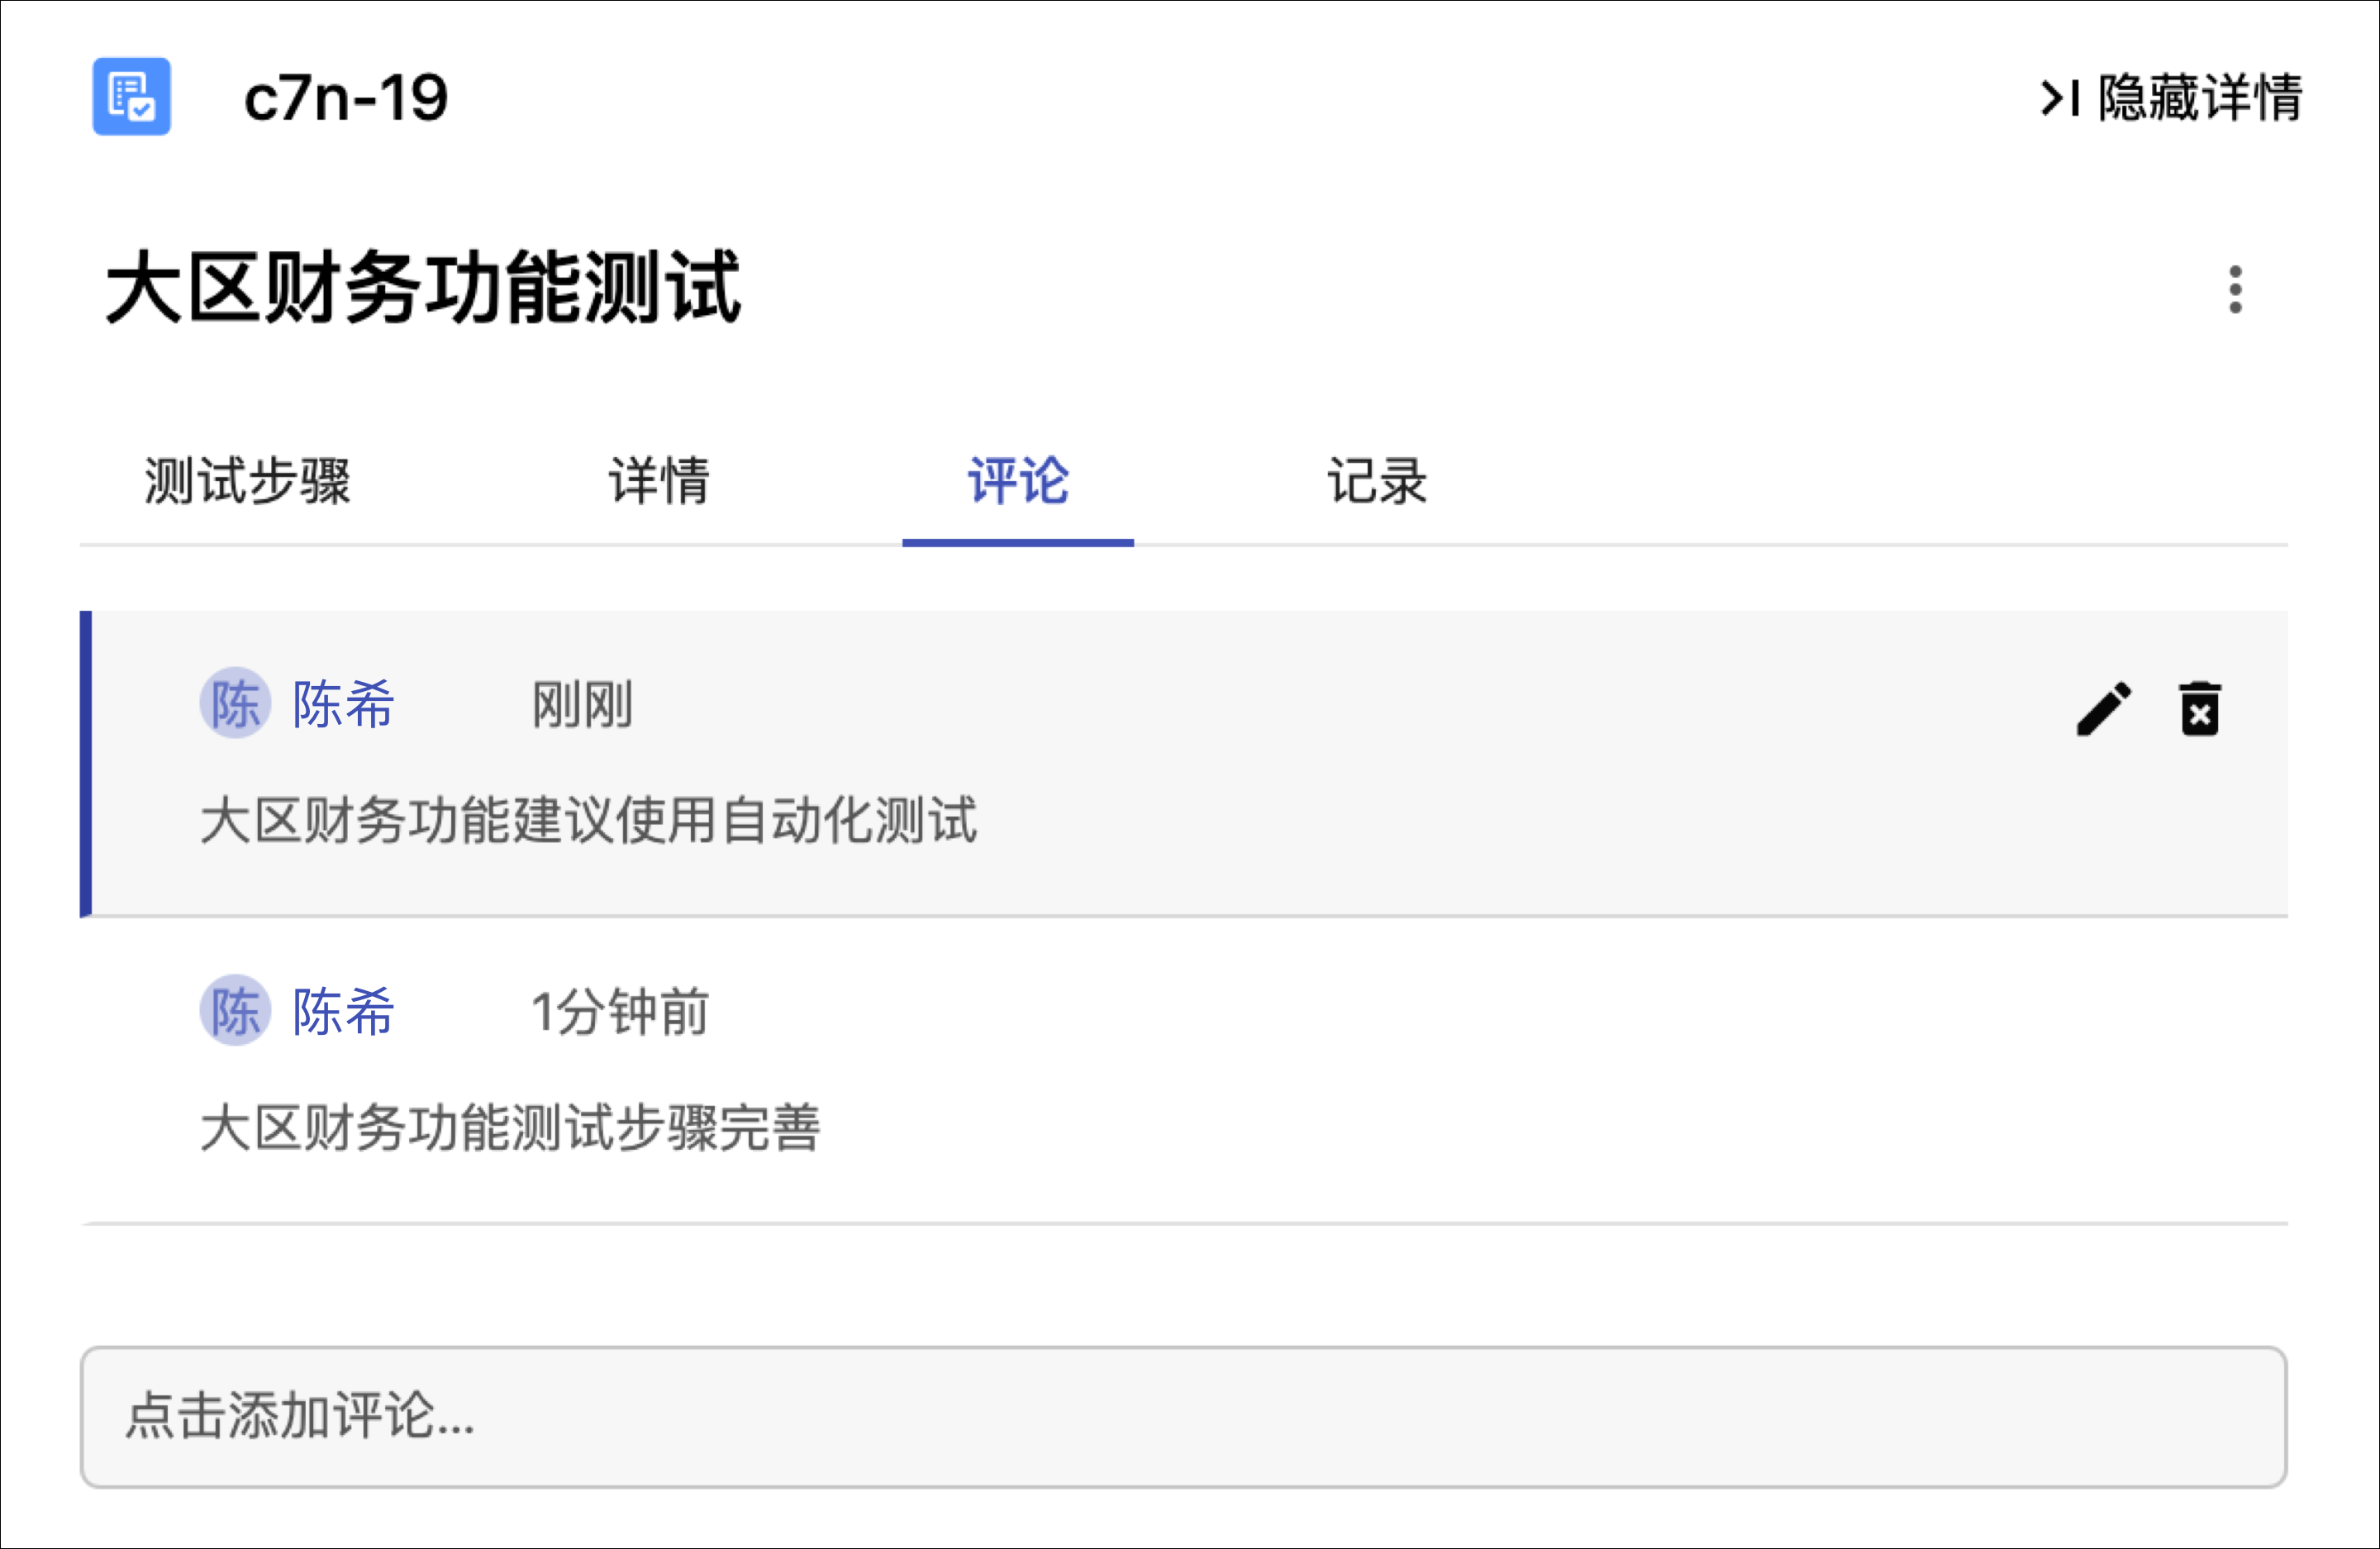 c7n-19
隐藏详情
大区财务功能测试
测试步骤 详情 评论 记录
陈 陈希 刚刚
大区财务功能建议使用自动化测试
陈 陈希 1分钟前
大区财务功能测试步骤完善
点击添加评论...